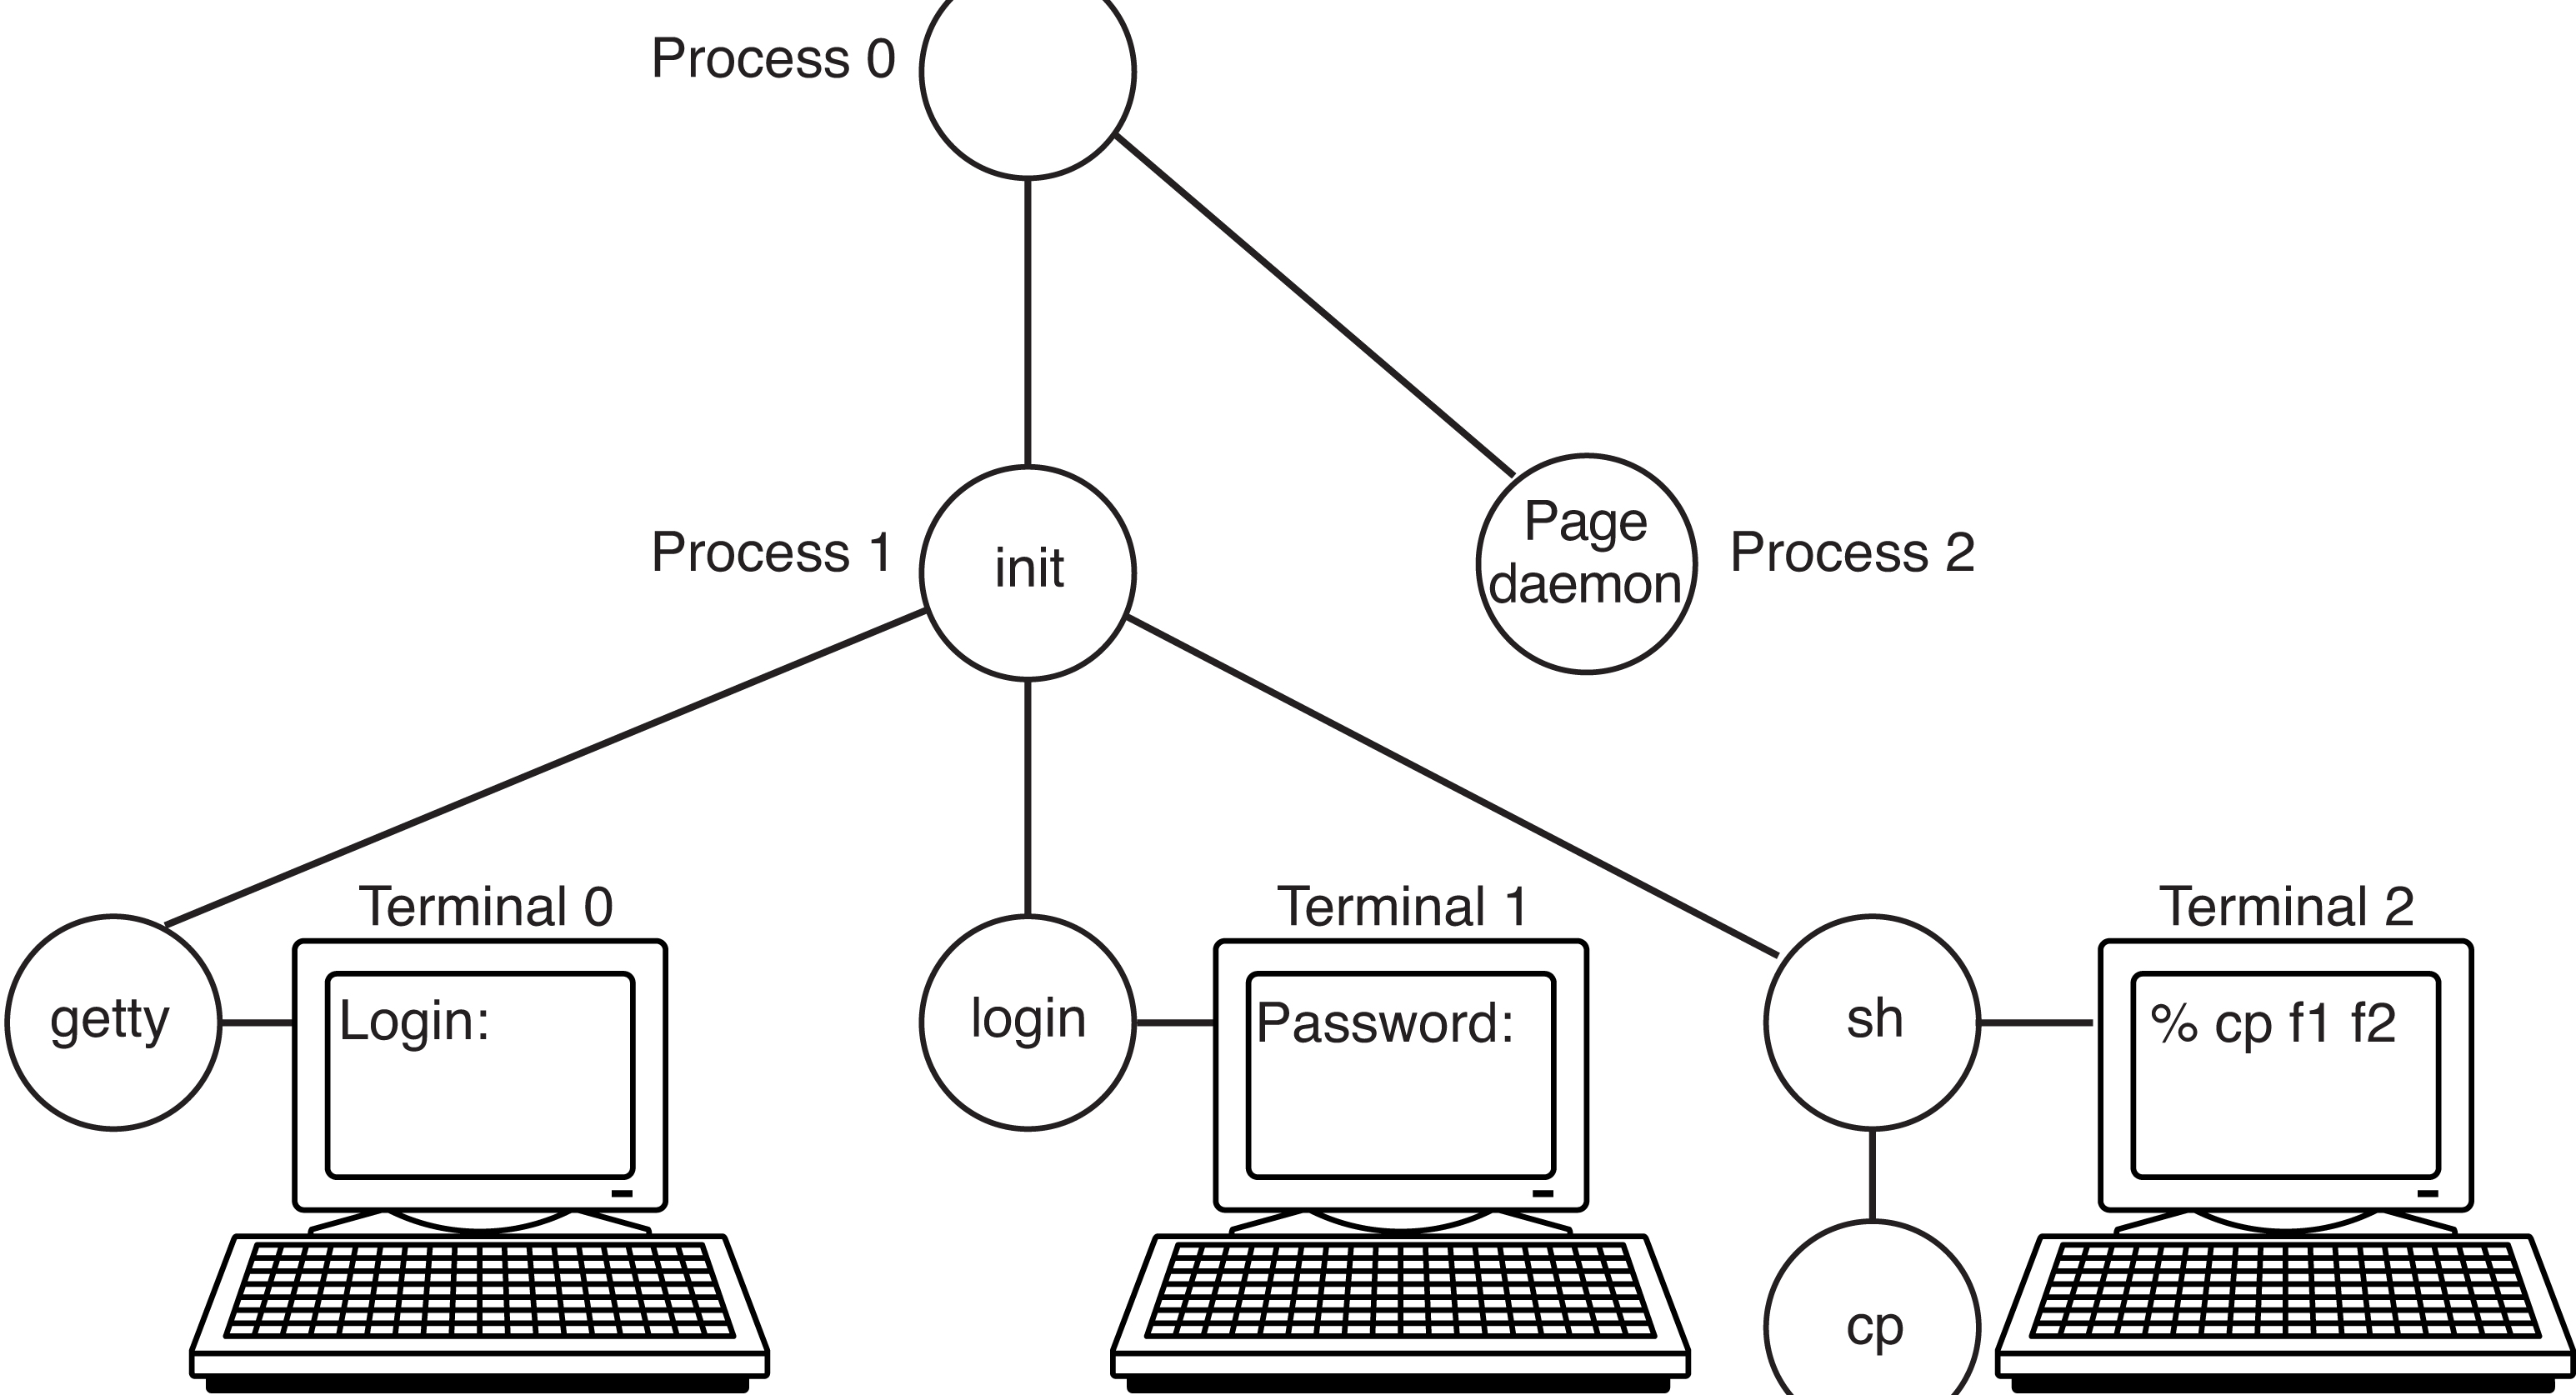 Process 0
Process 1
init
Page
daemon
Process 2
Terminal 0
Terminal 1
Terminal 2
getty
Login:
login
Password:
sh
% cp f1 f2
cp